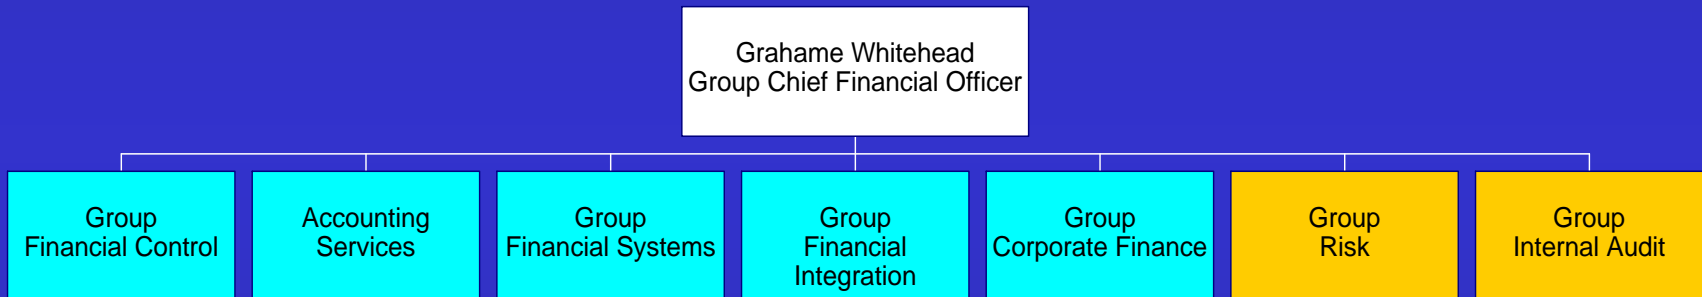 Grahame Whitehead
Group Chief Financial Officer
Group
Financial Control
Accounting
Services
Group
Financial Systems
Group
Financial
Integration
Group
Corporate Finance
Group
Risk
Group
Internal Audit